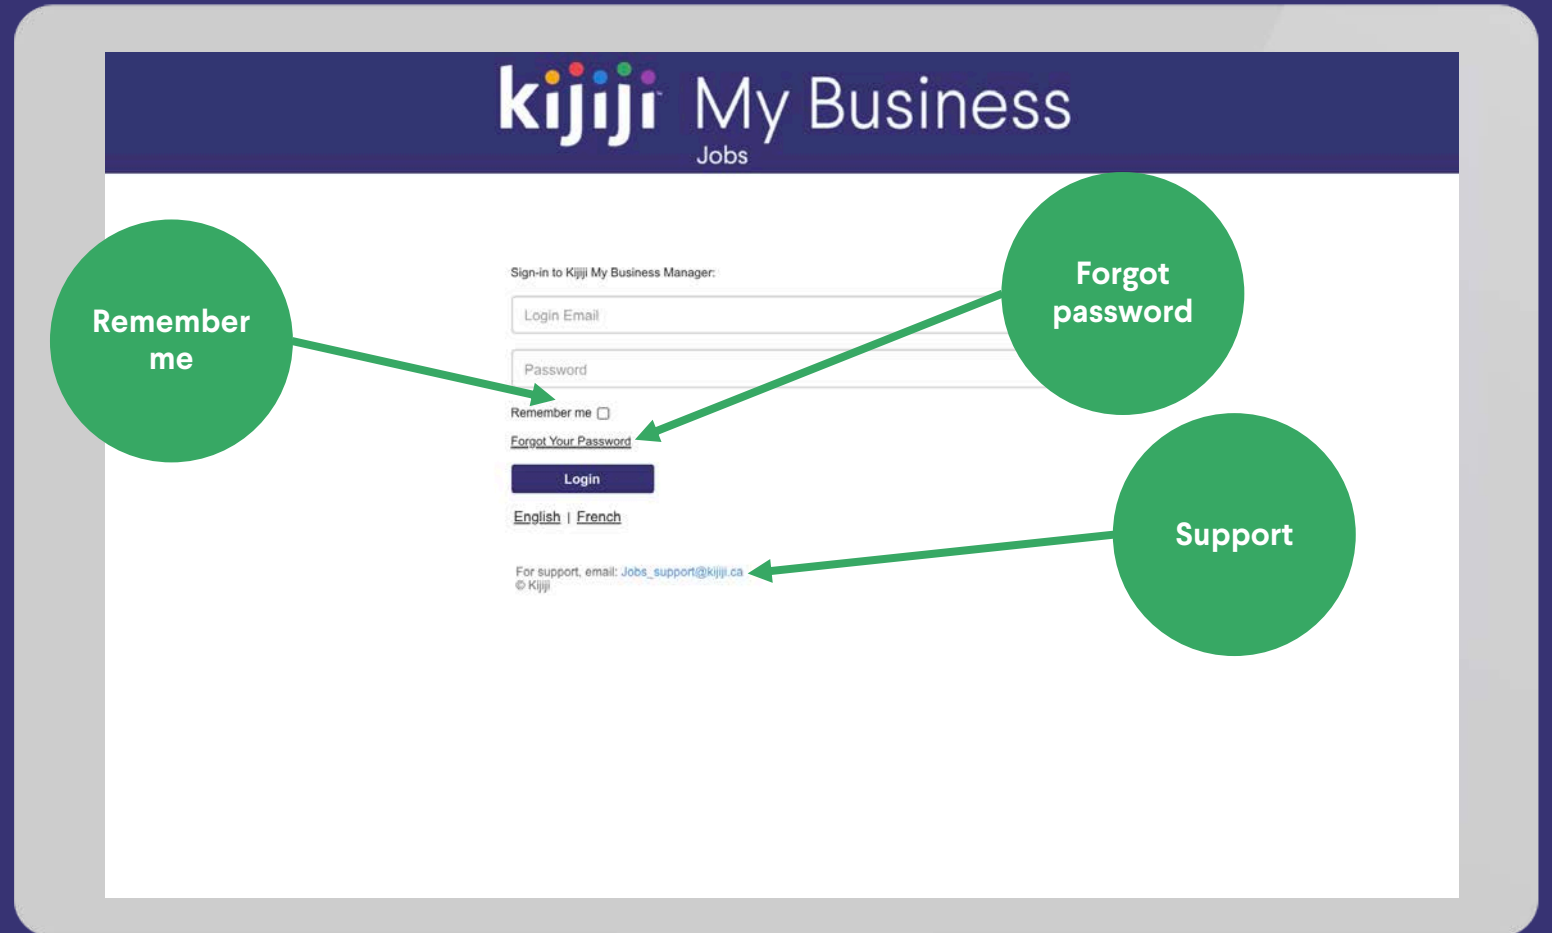 kijiji My Business
Jobs
Sign-in to Kijiji My Business Manager:
Login Email
Password
Remember me
Forgot Your Password
Login
English | French
For support, email: Jobs_support@kijiji.ca
© Kijiji
Remember
me
Forgot
password
Support